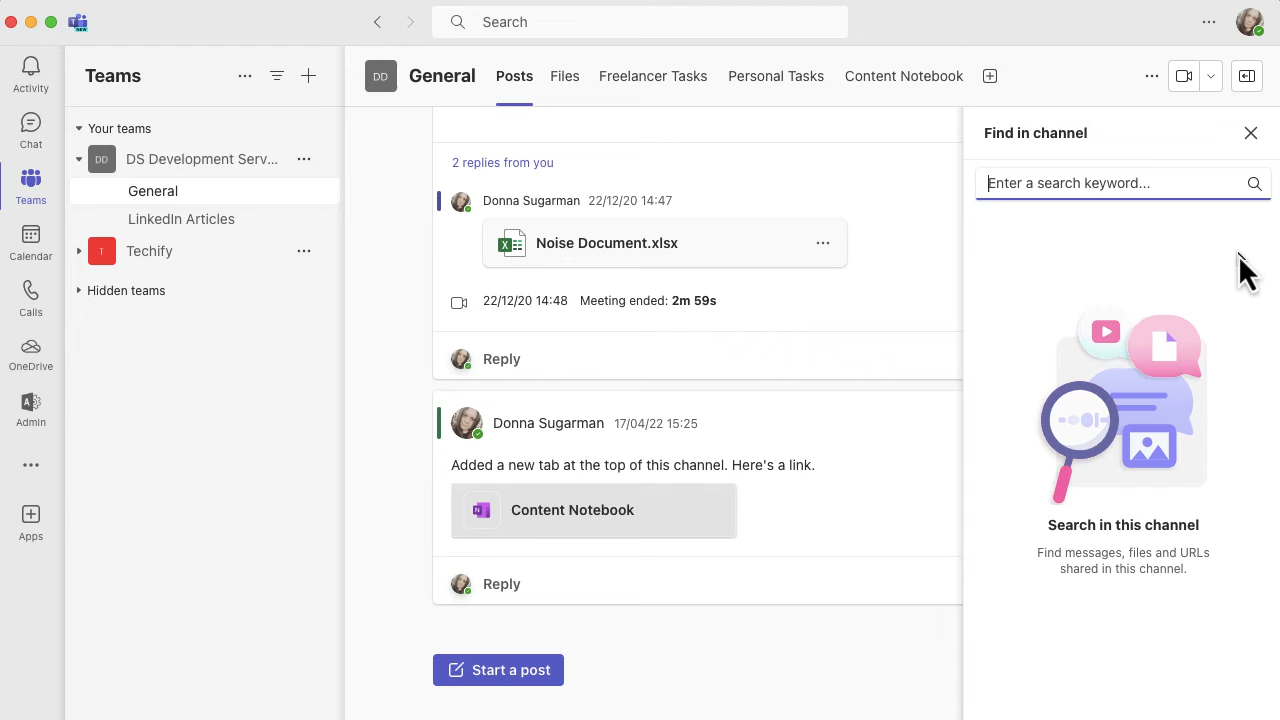 Search
Activity
Chat
Teams
Calendar
Calls
OneDrive
Admin
Apps
Teams
Your teams
DD
DS Development Serv...
General
LinkedIn Articles
T
Techify
Hidden teams
DD
General
Posts
Files
Freelancer Tasks
Personal Tasks
Content Notebook
2 replies from you
Donna Sugarman 22/12/20 14:47
Noise Document.xlsx
22/12/20 14:48 Meeting ended: 2m 59s
Reply
Donna Sugarman 17/04/22 15:25
Added a new tab at the top of this channel. Here's a link.
Content Notebook
Reply
Start a post
Find in channel
Enter a search keyword...
Search in this channel
Find messages, files and URLs
shared in this channel.